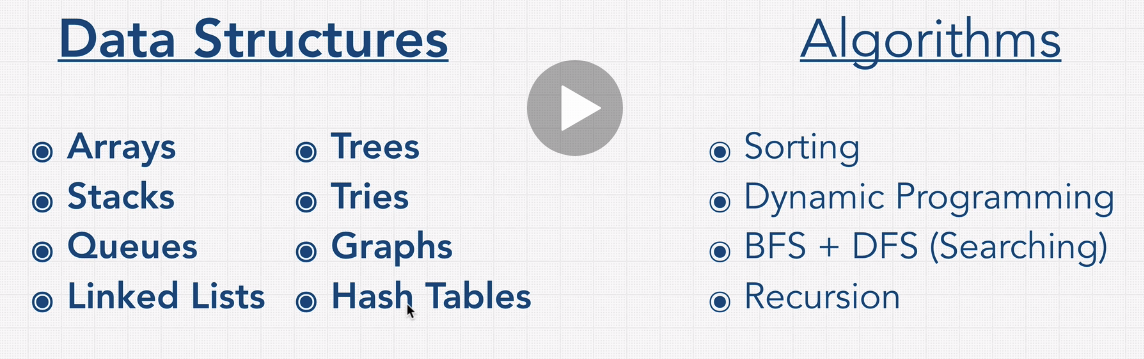 Data Structures
Arrays
Stacks
Queues
Linked Lists
Trees
Tries
Graphs
Hash Tables
Algorithms
Sorting
Dynamic Programming
BFS + DFS (Searching)
Recursion